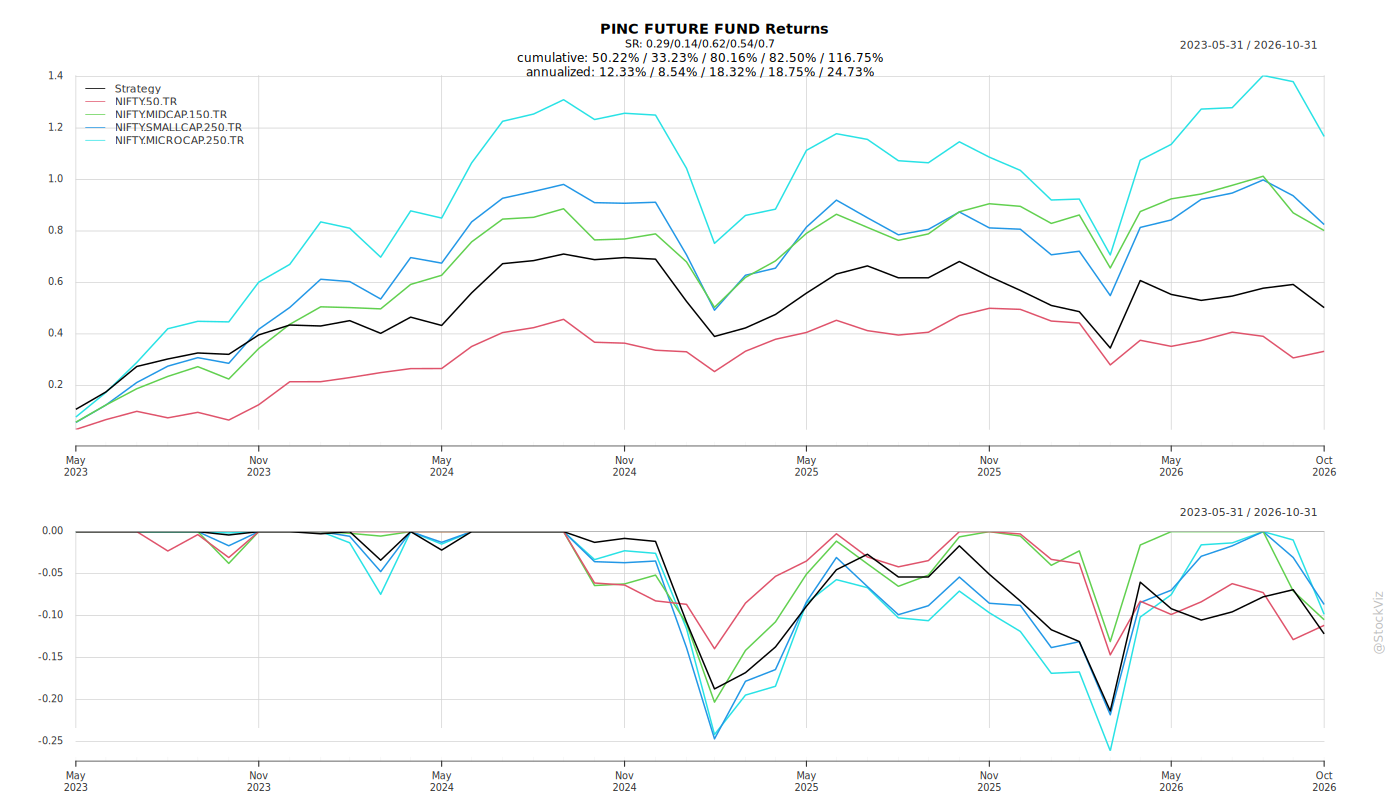 PINC FUTURE FUND Returns
SR: 0.29/0.14/0.62/0.54/0.7
cumulative: 50.22% / 33.23% / 80.16% / 82.50% / 116.75%
annualized: 12.33% / 8.54% / 18.32% / 18.75% / 24.73%
2023-05-31 / 2026-10-31
Strategy
NIFTY.50.TR
NIFTY.MIDCAP.150.TR
NIFTY.SMALLCAP.250.TR
NIFTY.MICROCAP.250.TR
1.4
1.2
1.0
0.8
0.6
0.4
0.2
May Nov May Nov May Nov May Oct
2023 2023 2024 2024 2025 2025 2026 2026
2023-05-31 / 2026-10-31
0.00
-0.05
-0.10
-0.15
-0.20
-0.25
May Nov May Nov May Nov May Oct
2023 2023 2024 2024 2025 2025 2026 2026
@StockViz